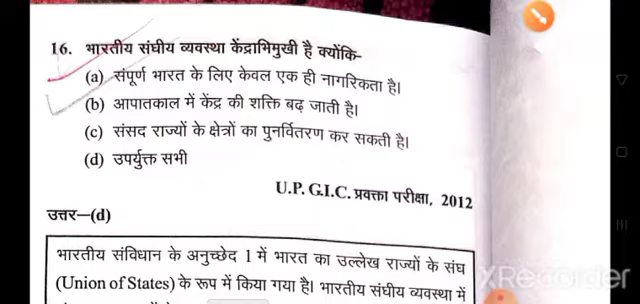 16. भारतीय संघीय व्यवस्था केंद्राभिमुखी है क्योंकि–
(a) संपूर्ण भारत के लिए केवल एक ही नागरिकता है।
(b) आपातकाल में केंद्र की शक्ति बढ़ जाती है।
(c) संसद राज्यों के क्षेत्रों का पुनर्वितरण कर सकती है।
(d) उपर्युक्त सभी
U.P. G.I.C. प्रवक्ता परीक्षा, 2012
उत्तर–(d)
भारतीय संविधान के अनुच्छेद 1 में भारत का उल्लेख राज्यों के संघ
(Union of States) के रूप में किया गया है। भारतीय संघीय व्यवस्था में
XRecorder